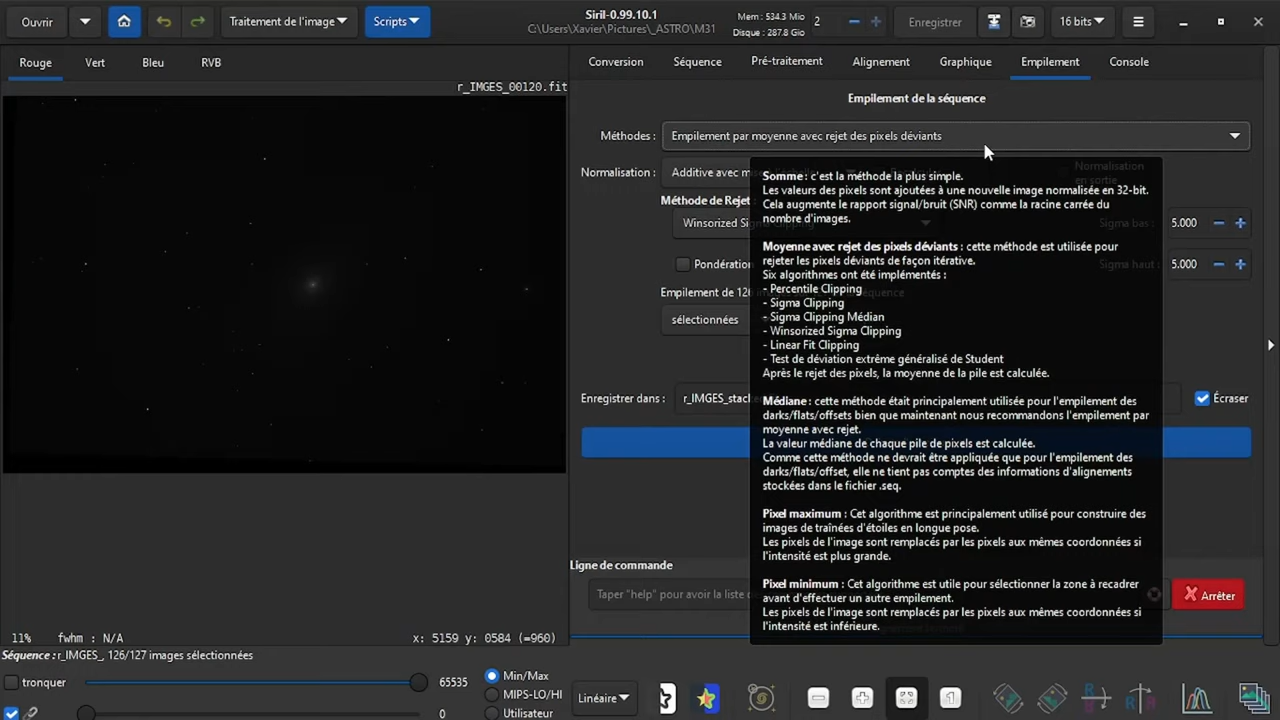 Ouvrir
Traitement de l'image
Scripts
Siril-0.99.10.1
C:\Users\Xavier\Pictures\_ASTRO\M31
Mem : 534.3 Mio
Disque : 287.8 Gio
2
Enregistrer
16 bits
Rouge
Vert
Bleu
RVB
r_IMGES_00120.fit
Conversion
Séquence
Pré-traitement
Alignement
Graphique
Empilement
Console
Empilement de la séquence
Méthodes :
Empilement par moyenne avec rejet des pixels déviants
Normalisation :
Additive avec mise
Normalisation
en sortie
Méthode de Rejet
Winsorized Sigma Clipping
Sigma bas :
5.000
Pondération
Sigma haut :
5.000
Empilement de 126 images sur la séquence
sélectionnées
Enregistrer dans :
r_IMGES_stac
Écraser
Somme : c'est la méthode la plus simple.
Les valeurs des pixels sont ajoutées à une nouvelle image normalisée en 32-bit.
Cela augmente le rapport signal/bruit (SNR) comme la racine carrée du
nombre d'images.
Moyenne avec rejet des pixels déviants : cette méthode est utilisée pour
rejeter les pixels déviants de façon itérative.
Six algorithmes ont été implémentés :
- Percentile Clipping
- Sigma Clipping
- Sigma Clipping Médian
- Winsorized Sigma Clipping
- Linear Fit Clipping
- Test de déviation extrême généralisé de Student
Après le rejet des pixels, la moyenne de la pile est calculée.
Médiane : cette méthode était principalement utilisée pour l'empilement des
darks/flats/offsets bien que maintenant nous recommandons l'empilement par
moyenne avec rejet.
La valeur médiane de chaque pile de pixels est calculée.
Comme cette méthode ne devrait être appliquée que pour l'empilement des
darks/flats/offset, elle ne tient pas comptes des informations d'alignements
stockées dans le fichier .seq.
Pixel maximum : Cet algorithme est principalement utilisé pour construire des
images de traînées d'étoiles en longue pose.
Les pixels de l'image sont remplacés par les pixels aux mêmes coordonnées si
l'intensité est plus grande.
Pixel minimum : Cet algorithme est utile pour sélectionner la zone à recadrer
avant d'effectuer un autre empilement.
Les pixels de l'image sont remplacés par les pixels aux mêmes coordonnées si
l'intensité est inférieure.
Ligne de commande
Taper "help" pour avoir la liste de
Arrêter
11%
fwhm : N/A
x: 5159 y: 0584 (=960)
Séquence : r_IMGES_, 126/127 images sélectionnées
tronquer
65535
0
Min/Max
MIPS-LO/HI
Utilisateur
Linéaire
1